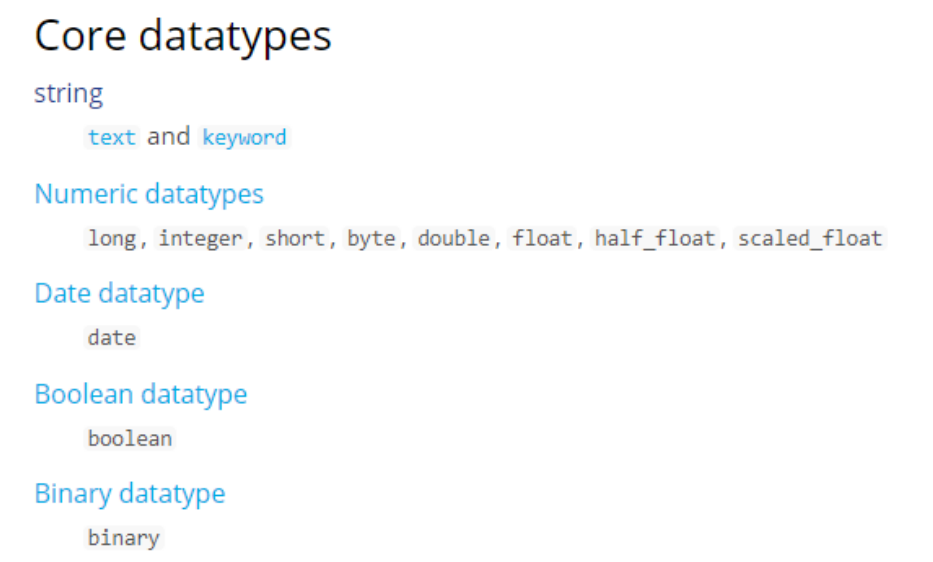 Core datatypes
string
text and keyword
Numeric datatypes
long, integer, short, byte, double, float, half_float, scaled_float
Date datatype
date
Boolean datatype
boolean
Binary datatype
binary